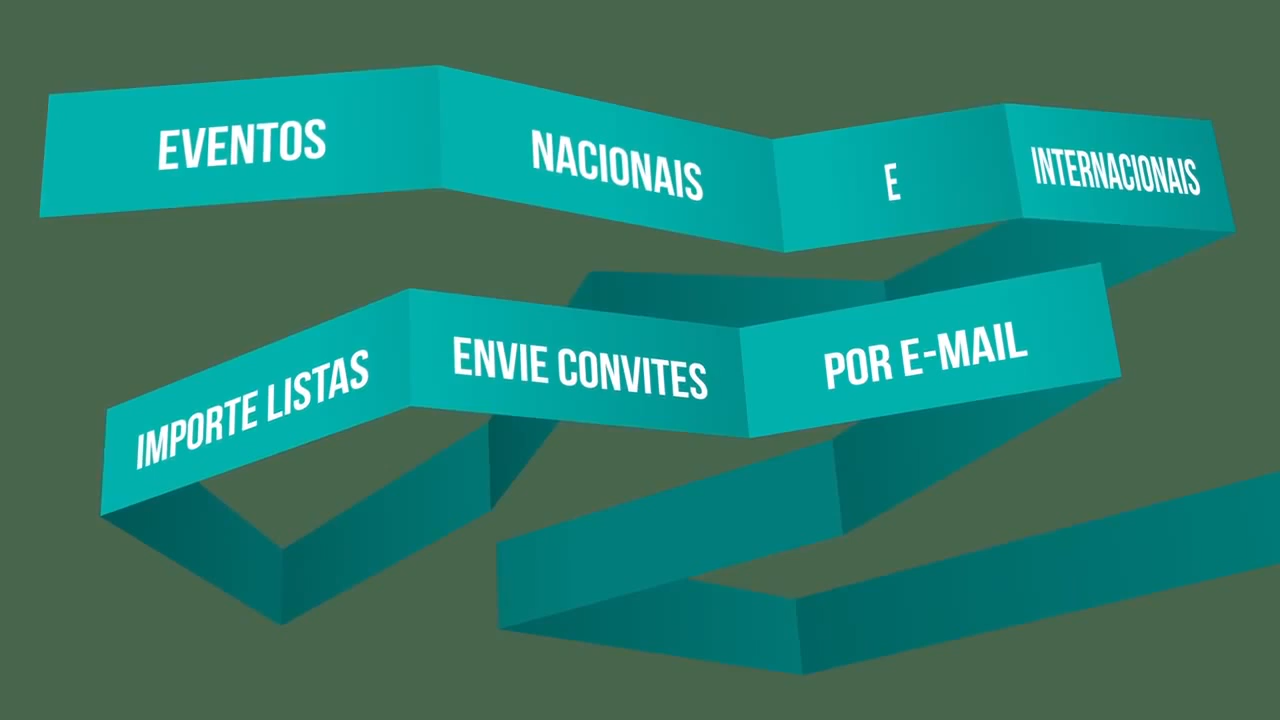 EVENTOS NACIONAIS E INTERNACIONAIS
IMPORTE LISTAS ENVIE CONVITES POR E-MAIL